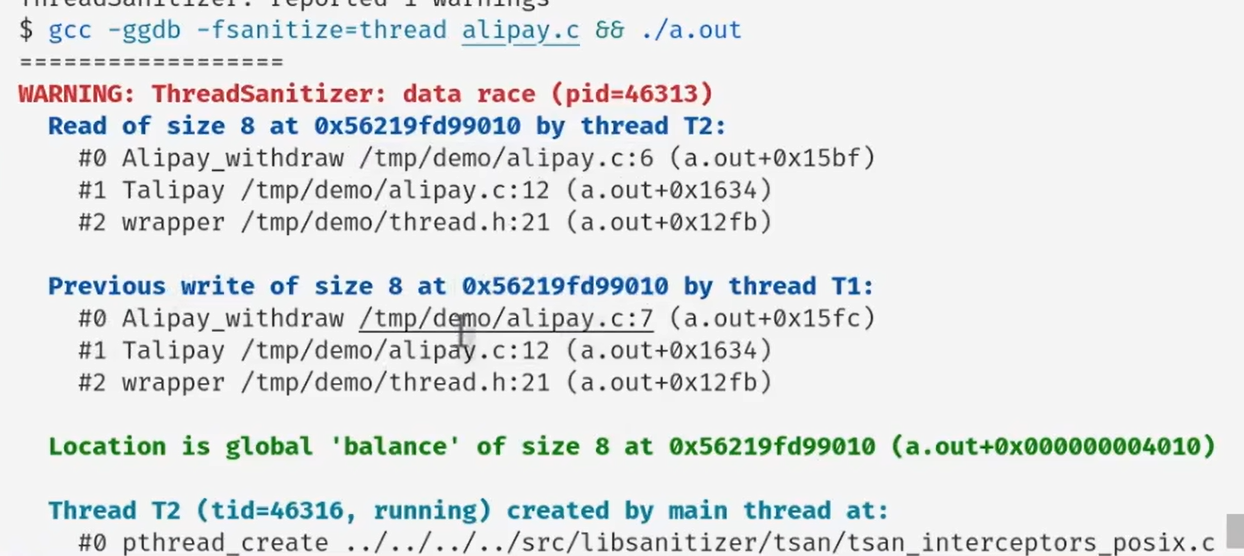 ThreadSanitizer: reported 1 warnings
$ gcc -ggdb -fsanitize=thread alipay.c && ./a.out
==================
WARNING: ThreadSanitizer: data race (pid=46313)
Read of size 8 at 0x56219fd99010 by thread T2:
#0 Alipay_withdraw /tmp/demo/alipay.c:6 (a.out+0x15bf)
#1 Talipay /tmp/demo/alipay.c:12 (a.out+0x1634)
#2 wrapper /tmp/demo/thread.h:21 (a.out+0x12fb)
Previous write of size 8 at 0x56219fd99010 by thread T1:
#0 Alipay_withdraw /tmp/demo/alipay.c:7 (a.out+0x15fc)
#1 Talipay /tmp/demo/alipay.c:12 (a.out+0x1634)
#2 wrapper /tmp/demo/thread.h:21 (a.out+0x12fb)
Location is global 'balance' of size 8 at 0x56219fd99010 (a.out+0x000000004010)
Thread T2 (tid=46316, running) created by main thread at:
#0 pthread_create ../../../../src/libsanitizer/tsan/tsan_interceptors_posix.c